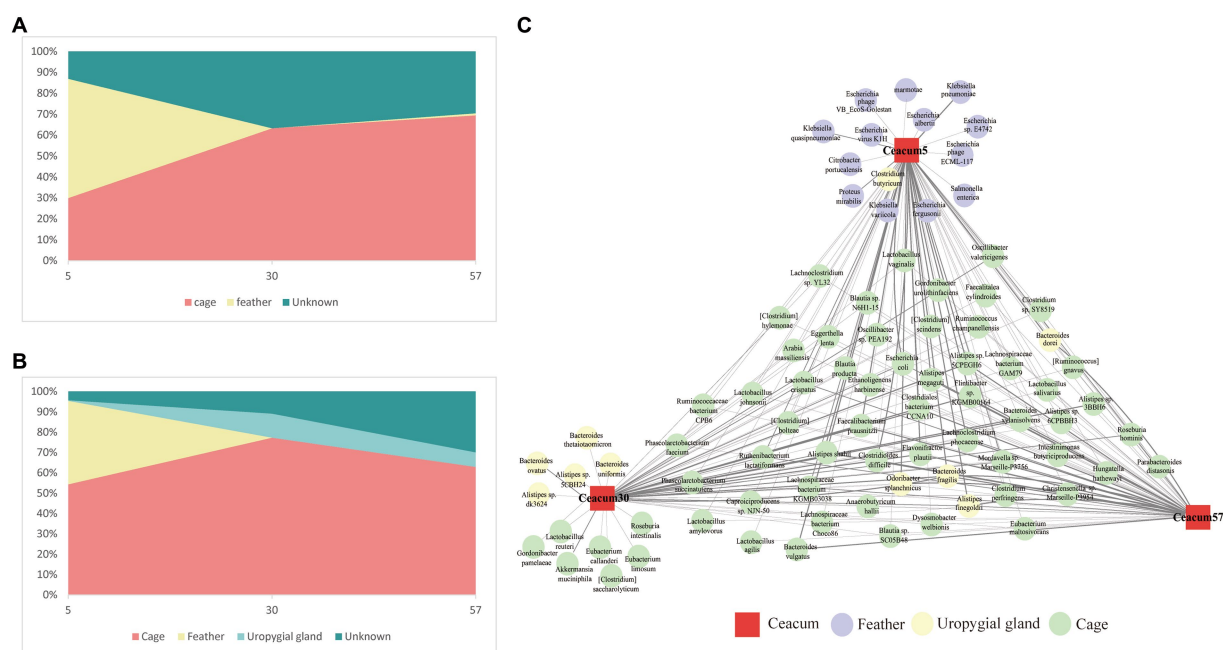 A
100%
90%
80%
70%
60%
50%
40%
30%
20%
10%
0%
5
30
57
cage
feather
Unknown
B
100%
90%
80%
70%
60%
50%
40%
30%
20%
10%
0%
5
30
57
Cage
Feather
Uropygial gland
Unknown
C
Escherichia
phage
VB_EcoS-Golestan
marmotae
Klebsiella
pneumoniae
Klebsiella
quasipneumoniae
Escherichia
virus K1H
Escherichia
albertii
Escherichia
sp. E4742
Ceacum5
Escherichia
phage
ECML-117
Citrobacter
portucalensis
Clostridium
butyricum
Proteus
mirabilis
Klebsiella
variicola
Escherichia
fergusonii
Salmonella
enterica
Lactobacillus
vaginalis
Oscillibacter
valericigenes
Lachnoclostridium
sp. YL32
Gordonibacter
urolithinfaciens
Faecalitalea
cylindroides
[Clostridium]
hylemonae
Blautia sp.
N6H1-15
Clostridium
sp. SY8519
Eggerthella
lenta
Oscillibacter
sp. PEA192
[Clostridium]
scindens
Ruminococcus
champanellensis
Bacteroides
dorei
Arabia
massiliensis
Blautia
producta
Escherichia
coli
Alistipes sp.
5CPEGH6
Lachnospiraceae
bacterium
GAM79
[Ruminococcus]
gnavus
Lactobacillus
johnsonii
Lactobacillus
crispatus
Ethanoligenens
harbinense
Alistipes
megaguti
Flintibacter
sp.
KGMB00164
Lactobacillus
salivarius
Alistipes sp.
3BBH6
Ruminococcaceae
bacterium
CPB6
[Clostridium]
bolteae
Faecalibacterium
prausnitzii
Clostridiales
bacterium
CCNA10
Bacteroides
xylanisolvens
Alistipes sp.
6CPBBH3
Roseburia
hominis
Bacteroides
thetaiotaomicron
Phascolarctobacterium
faecium
Ruthenibacterium
lactatiformans
Alistipes shahii
Flavonifractor
plautii
Lachnoclostridium
phocaeense
Intestinimonas
butyriciproducens
Parabacteroides
distasonis
Bacteroides
ovatus
Alistipes sp.
5CBH24
Bacteroides
uniformis
Clostridioides
difficile
Mordavella sp.
Marseille-P3756
Hungatella
hathewayi
Alistipes sp.
dk3624
Ceacum30
Phascolarctobacterium
succinatutens
Lachnospiraceae
bacterium
KGMB03038
Odoribacter
splanchnicus
Bacteroides
fragilis
Clostridium
perfringens
Christensenella sp.
Marseille-P3954
Ceacum57
Caproiciproducens
sp. NJN-50
Anaerobutyricum
hallii
Alistipes
finegoldii
Lactobacillus
reuteri
Roseburia
intestinalis
Lactobacillus
amylovorus
Lachnospiraceae
bacterium
Choco86
Dysosmobacter
welbionis
Eubacterium
maltosivorans
Gordonibacter
pamelaeae
Eubacterium
callanderi
Eubacterium
limosum
Lactobacillus
agilis
Bacteroides
vulgatus
Blautia sp.
SC05B48
Akkermansia
muciniphila
[Clostridium]
saccharolyticum
Ceacum
Feather
Uropygial gland
Cage